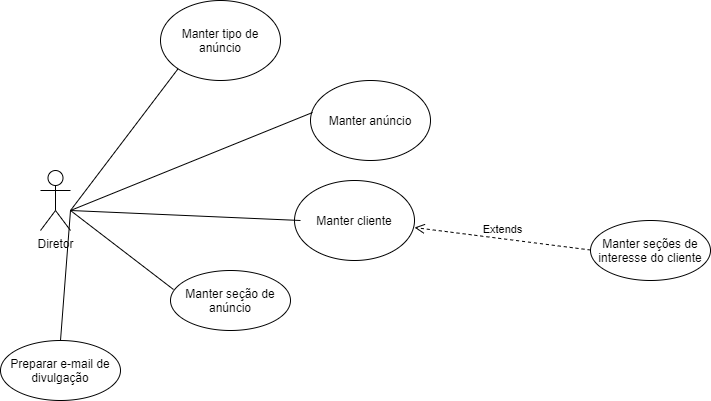 Manter tipo de
anúncio
Manter anúncio
Manter cliente
Extends
Manter seções de
interesse do cliente
Diretor
Manter seção de
anúncio
Preparar e-mail de
divulgação